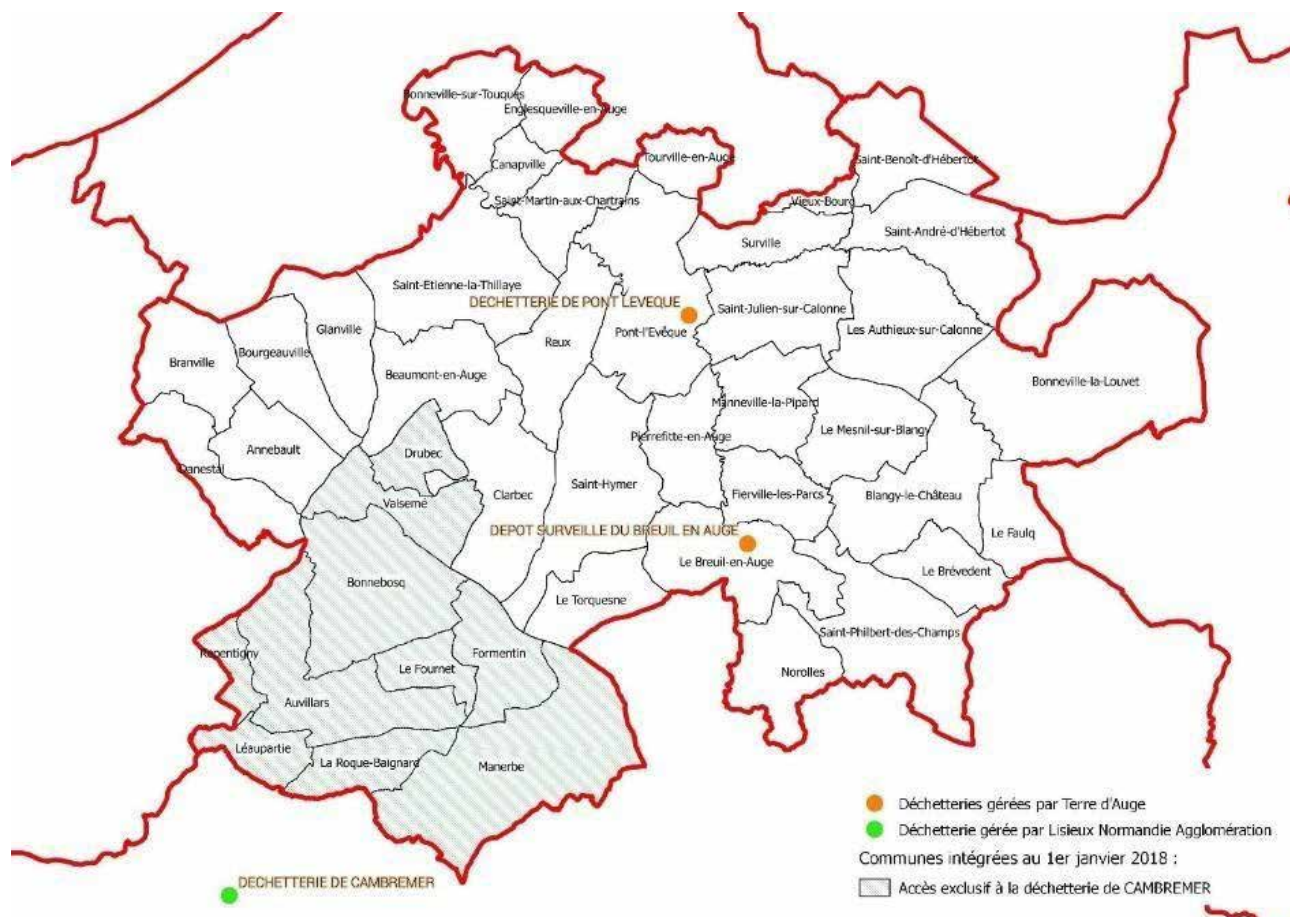 Bonneville-sur-Touques
Englesqueville-en-Auge
Canapville
Tourville-en-Auge
Saint-Benoît-d'Hébertot
Saint-Martin-aux-Chartrains
Vieux-Bourg
Surville
Saint-André-d'Hébertot
Saint-Etienne-la-Thillaye
DECHETTERIE DE PONT LEVEQUE
Saint-Julien-sur-Calonne
Glanville
Bourgeauville
Branville
Reux
Pont-l'Evêque
Les Authieux-sur-Calonne
Beaumont-en-Auge
Bonneville-la-Louvet
Manneville-la-Pipard
Le Mesnil-sur-Blangy
Pierrefitte-en-Auge
Annebault
Drubec
Danestal
Valsemé
Clarbec
Saint-Hymer
Fierville-les-Parcs
Blangy-le-Château
DEPOT SURVEILLE DU BREUIL EN AUGE
Le Faulq
Le Breuil-en-Auge
Le Brévedent
Bonnebosq
Le Torquesne
Saint-Philbert-des-Champs
Repentigny
Formentin
Le Fournet
Norolles
Auvillars
Léaupartie
La Roque-Baignard
Manerbe
DECHETTERIE DE CAMBREMER
Déchetteries gérées par Terre d'Auge
Déchetterie gérée par Lisieux Normandie Agglomération
Communes intégrées au 1er janvier 2018 :
Accès exclusif à la déchetterie de CAMBREMER